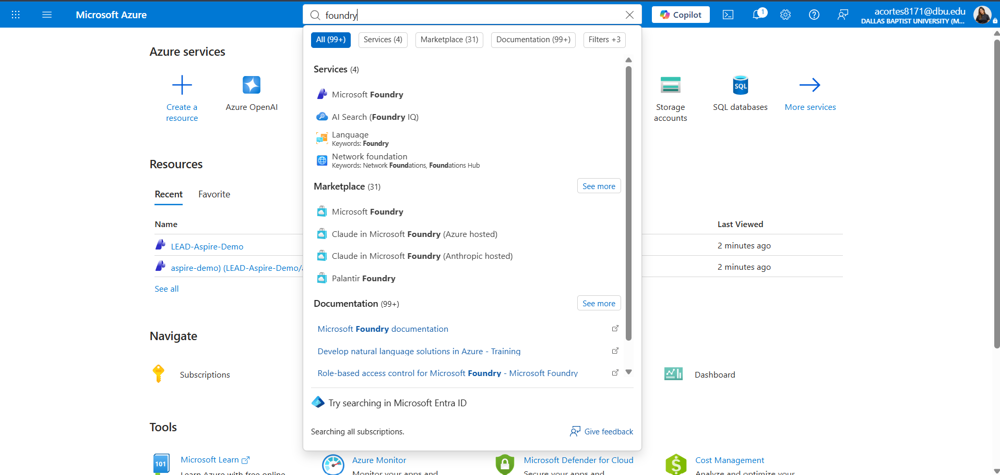 Microsoft Azure
foundry
Copilot
1
acortes8171@dbu.edu
DALLAS BAPTIST UNIVERSITY (M...
All (99+)
Services (4)
Marketplace (31)
Documentation (99+)
Filters +3
Azure services
Create a
resource
Azure OpenAI
Storage
accounts
SQL
SQL databases
More services
Services (4)
Microsoft Foundry
AI Search (Foundry IQ)
Language
Keywords: Foundry
Network foundation
Keywords: Network Foundations, Foundations Hub
Marketplace (31)
See more
Microsoft Foundry
Claude in Microsoft Foundry (Azure hosted)
Claude in Microsoft Foundry (Anthropic hosted)
Palantir Foundry
Documentation (99+)
See more
Microsoft Foundry documentation
Develop natural language solutions in Azure - Training
Role-based access control for Microsoft Foundry - Microsoft Foundry
Try searching in Microsoft Entra ID
Searching all subscriptions.
Give feedback
Resources
Recent
Favorite
Name
Last Viewed
LEAD-Aspire-Demo
2 minutes ago
aspire-demo) (LEAD-Aspire-Demo/
2 minutes ago
See all
Navigate
Subscriptions
Dashboard
Tools
101
Microsoft Learn
Learn Azure with free online
Azure Monitor
Monitor your apps and
Microsoft Defender for Cloud
Secure your apps and
Cost Management
Analyze and optimize your